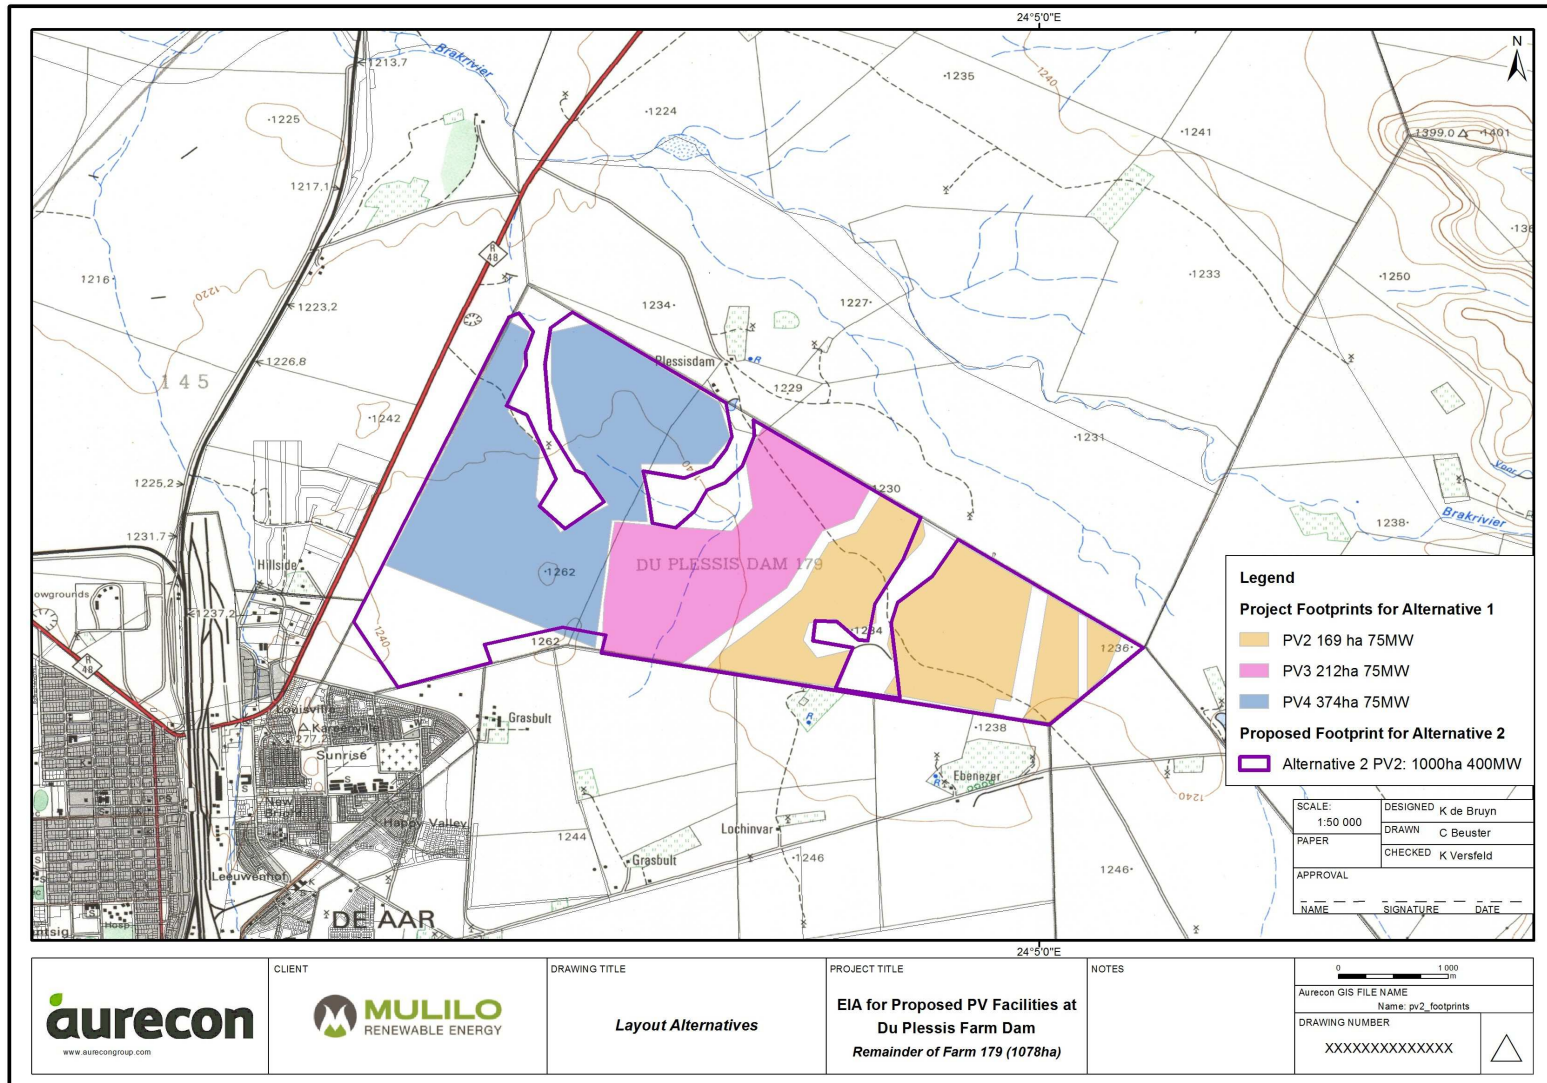 24°5'0"E
N
Brakrivier
1213.7
1235
1240
1224
1225
1241
1399.0
1401
1217.1
R
48
1216
1220
1223,2
1234
1227
1233
1250
1226,8
Plessisdam
R
145
1229
1242
1231
1240
1230
1225,2
Brakrivier
1238
1231.7
DU PLESSIS DAM 179
Hillside
1262
owgrounds
1237,2
1240
1262
1236
R
48
Louisville
Grasbult
R
1238
Sunrise
Ebenezer
R
1240
Happy Valley
1244
Lochinvar
Grasbult
1246
1246
Leeuwenhof
DE AAR
Hosp
ntsig
Legend
Project Footprints for Alternative 1
PV2 169 ha 75MW
PV3 212ha 75MW
PV4 374ha 75MW
Proposed Footprint for Alternative 2
Alternative 2 PV2: 1000ha 400MW
SCALE:
1:50 000
PAPER
DESIGNED K de Bruyn
DRAWN C Beuster
CHECKED K Versfeld
APPROVAL
NAME SIGNATURE DATE
24°5'0"E
aurecon
www.aurecongroup.com
CLIENT
MULILO
RENEWABLE ENERGY
DRAWING TITLE
Layout Alternatives
PROJECT TITLE
EIA for Proposed PV Facilities at
Du Plessis Farm Dam
Remainder of Farm 179 (1078ha)
NOTES
0 1 000
m
Aurecon GIS FILE NAME
Name: pv2_footprints
DRAWING NUMBER
XXXXXXXXXXXXXX